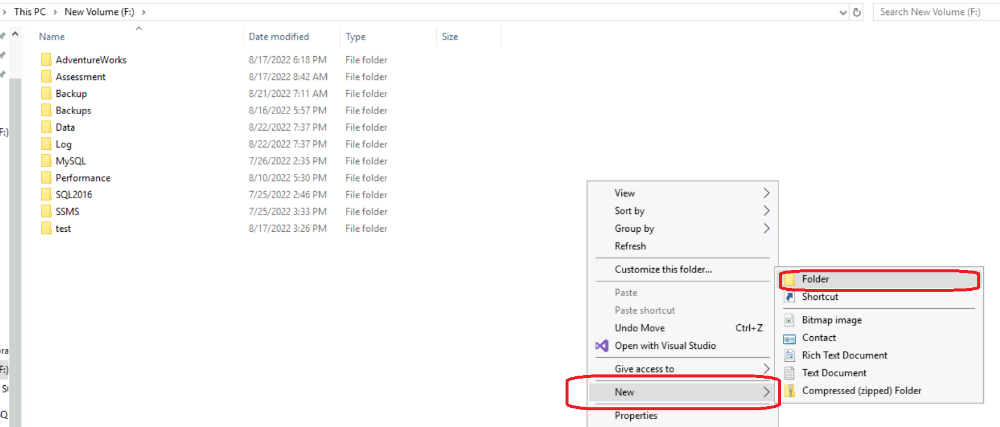 This PC > New Volume (F:) >
Search New Volume (F:)
Name Date modified Type Size
AdventureWorks 8/17/2022 6:18 PM File folder
Assessment 8/17/2022 8:42 AM File folder
Backup 8/21/2022 7:11 AM File folder
Backups 8/16/2022 5:57 PM File folder
Data 8/22/2022 7:37 PM File folder
F:)
Log 8/22/2022 7:37 PM File folder
MySQL 7/26/2022 2:35 PM File folder
Performance 8/10/2022 5:30 PM File folder
SQL2016 7/25/2022 2:46 PM File folder
SSMS 7/25/2022 3:33 PM File folder
test 8/17/2022 3:26 PM File folder
View
Sort by
Group by
Refresh
Customize this folder...
Paste
Paste shortcut
Undo Move Ctrl+Z
Open with Visual Studio
Give access to
New
Properties
Folder
Shortcut
Bitmap image
Contact
Rich Text Document
Text Document
Compressed (zipped) Folder
F:)